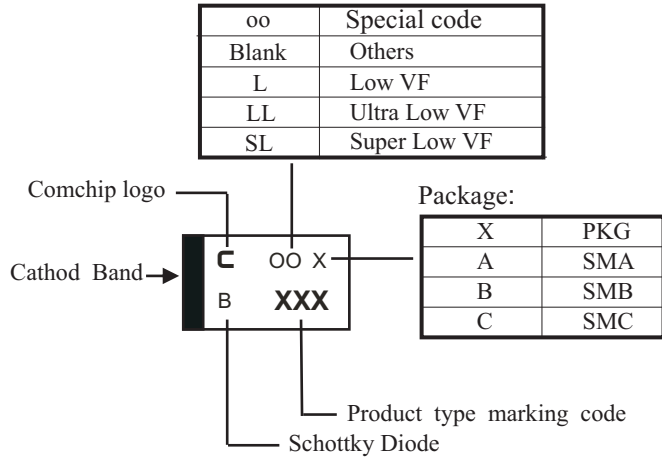 oo Special code
Blank Others
L Low VF
LL Ultra Low VF
SL Super Low VF
Comchip logo
Package:
X PKG
A SMA
B SMB
C SMC
Cathod Band
C OO X
B XXX
Product type marking code
Schottky Diode